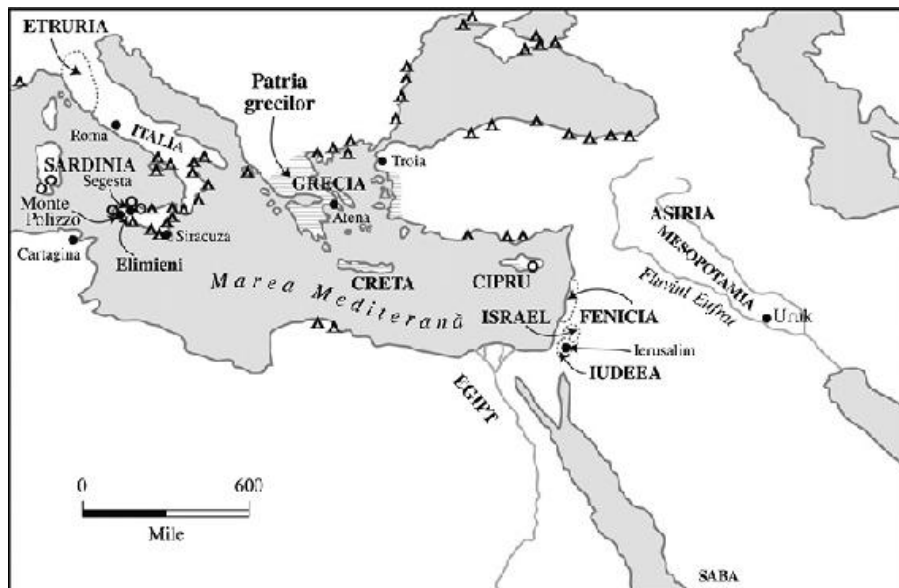 ETRURIA
Patria
grecilor
Roma
ITALIA
Troia
SARDINIA
Segesta
GRECIA
Monte
Polizzo
Atena
ASIRIA
MESOPOTAMIA
Siracuza
Cartagina
Elimieni
Marea Mediterană
CRETA
CIPRU
Fluviul Eufrat
ISRAEL
FENICIA
Uruk
Ierusalim
IUDEEA
EGIPT
0
600
Mile
SABA